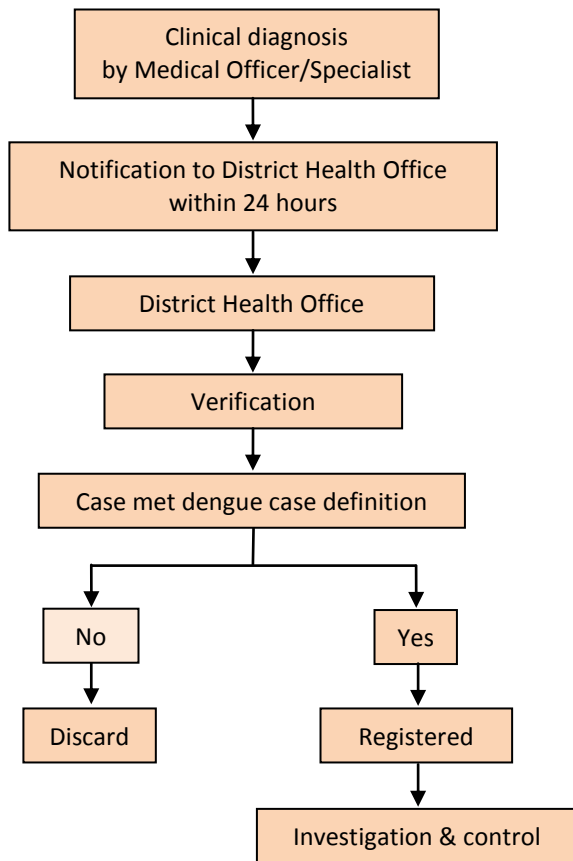 Clinical diagnosis
by Medical Officer/Specialist
Notification to District Health Office
within 24 hours
District Health Office
Verification
Case met dengue case definition
No
Yes
Discard
Registered
Investigation & control